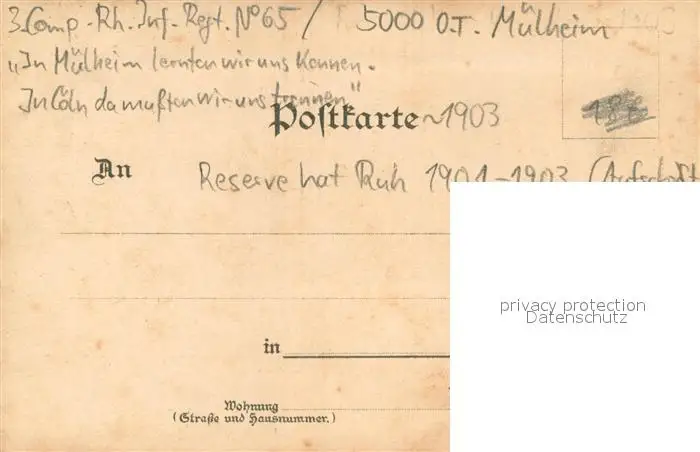 3. Comp. Rh. Inf. Regt. Nº 65 / 5000 O.T. Mülheim
„In Mülheim lernten wir uns kennen.
In Cöln da mußten wir uns trennen"
Postkarte ~1903
An Reserve hat Ruh 1901-1903 (Aufschrift
privacy protection
Datenschutz
in
Wohnung
(Straße und Hausnummer.)